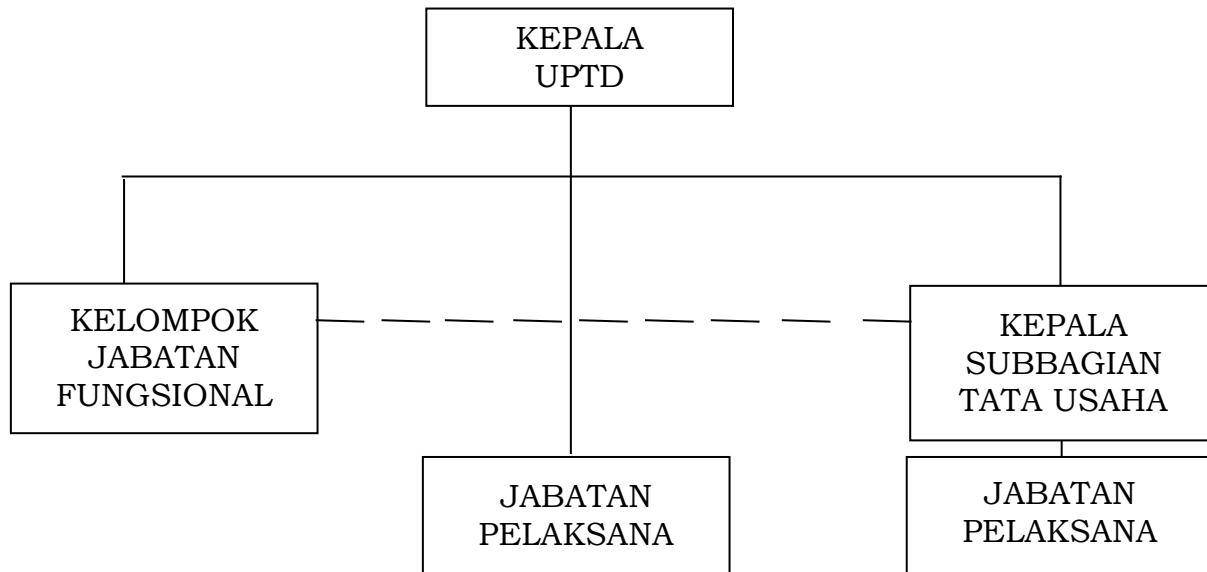 KEPALA
UPTD
KELOMPOK
JABATAN
FUNGSIONAL
KEPALA
SUBBAGIAN
TATA USAHA
JABATAN
PELAKSANA
JABATAN
PELAKSANA